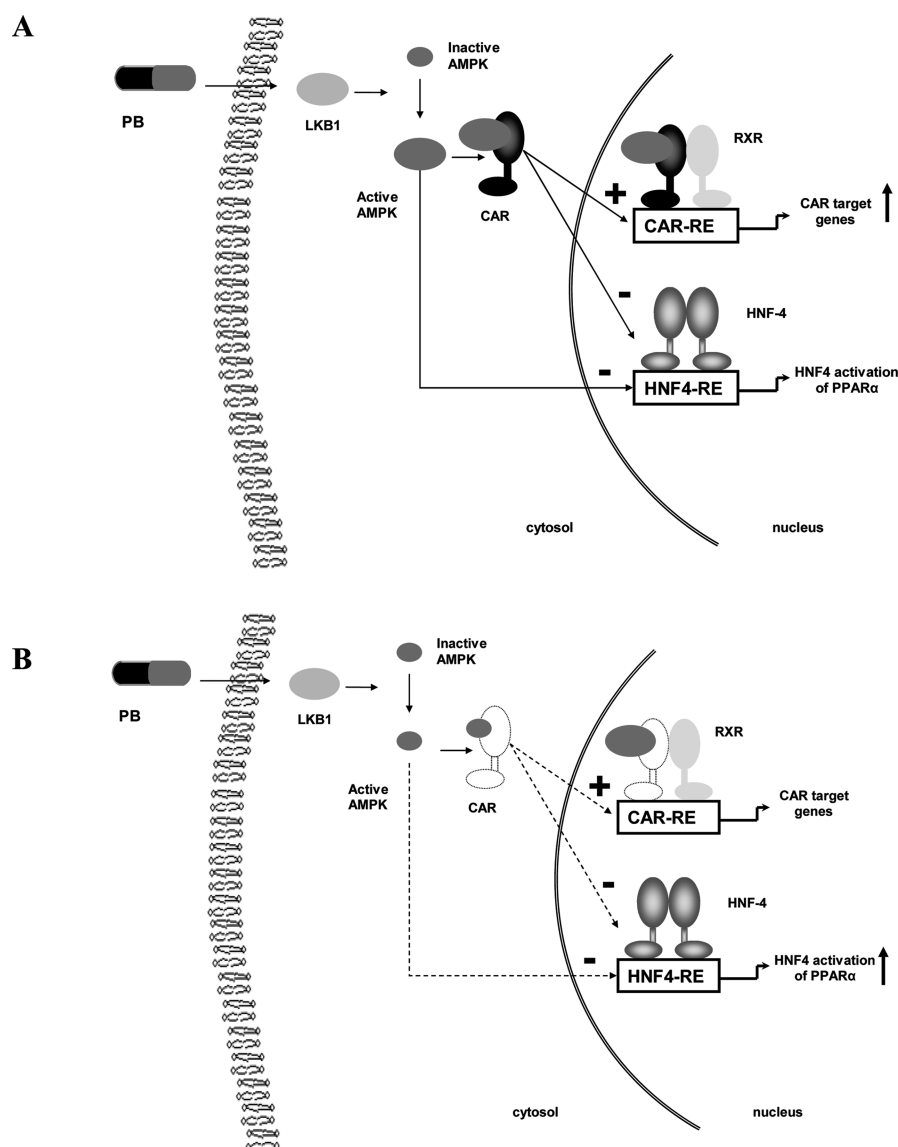 A
Inactive
AMPK
PB
LKB1
RXR
Active
AMPK
CAR
+
CAR-RE
CAR target
genes
-
HNF-4
-
HNF4-RE
HNF4 activation
of PPARα
cytosol
nucleus
B
Inactive
AMPK
PB
LKB1
RXR
Active
AMPK
CAR
+
CAR-RE
CAR target
genes
-
HNF-4
-
HNF4-RE
HNF4 activation
of PPARα
cytosol
nucleus